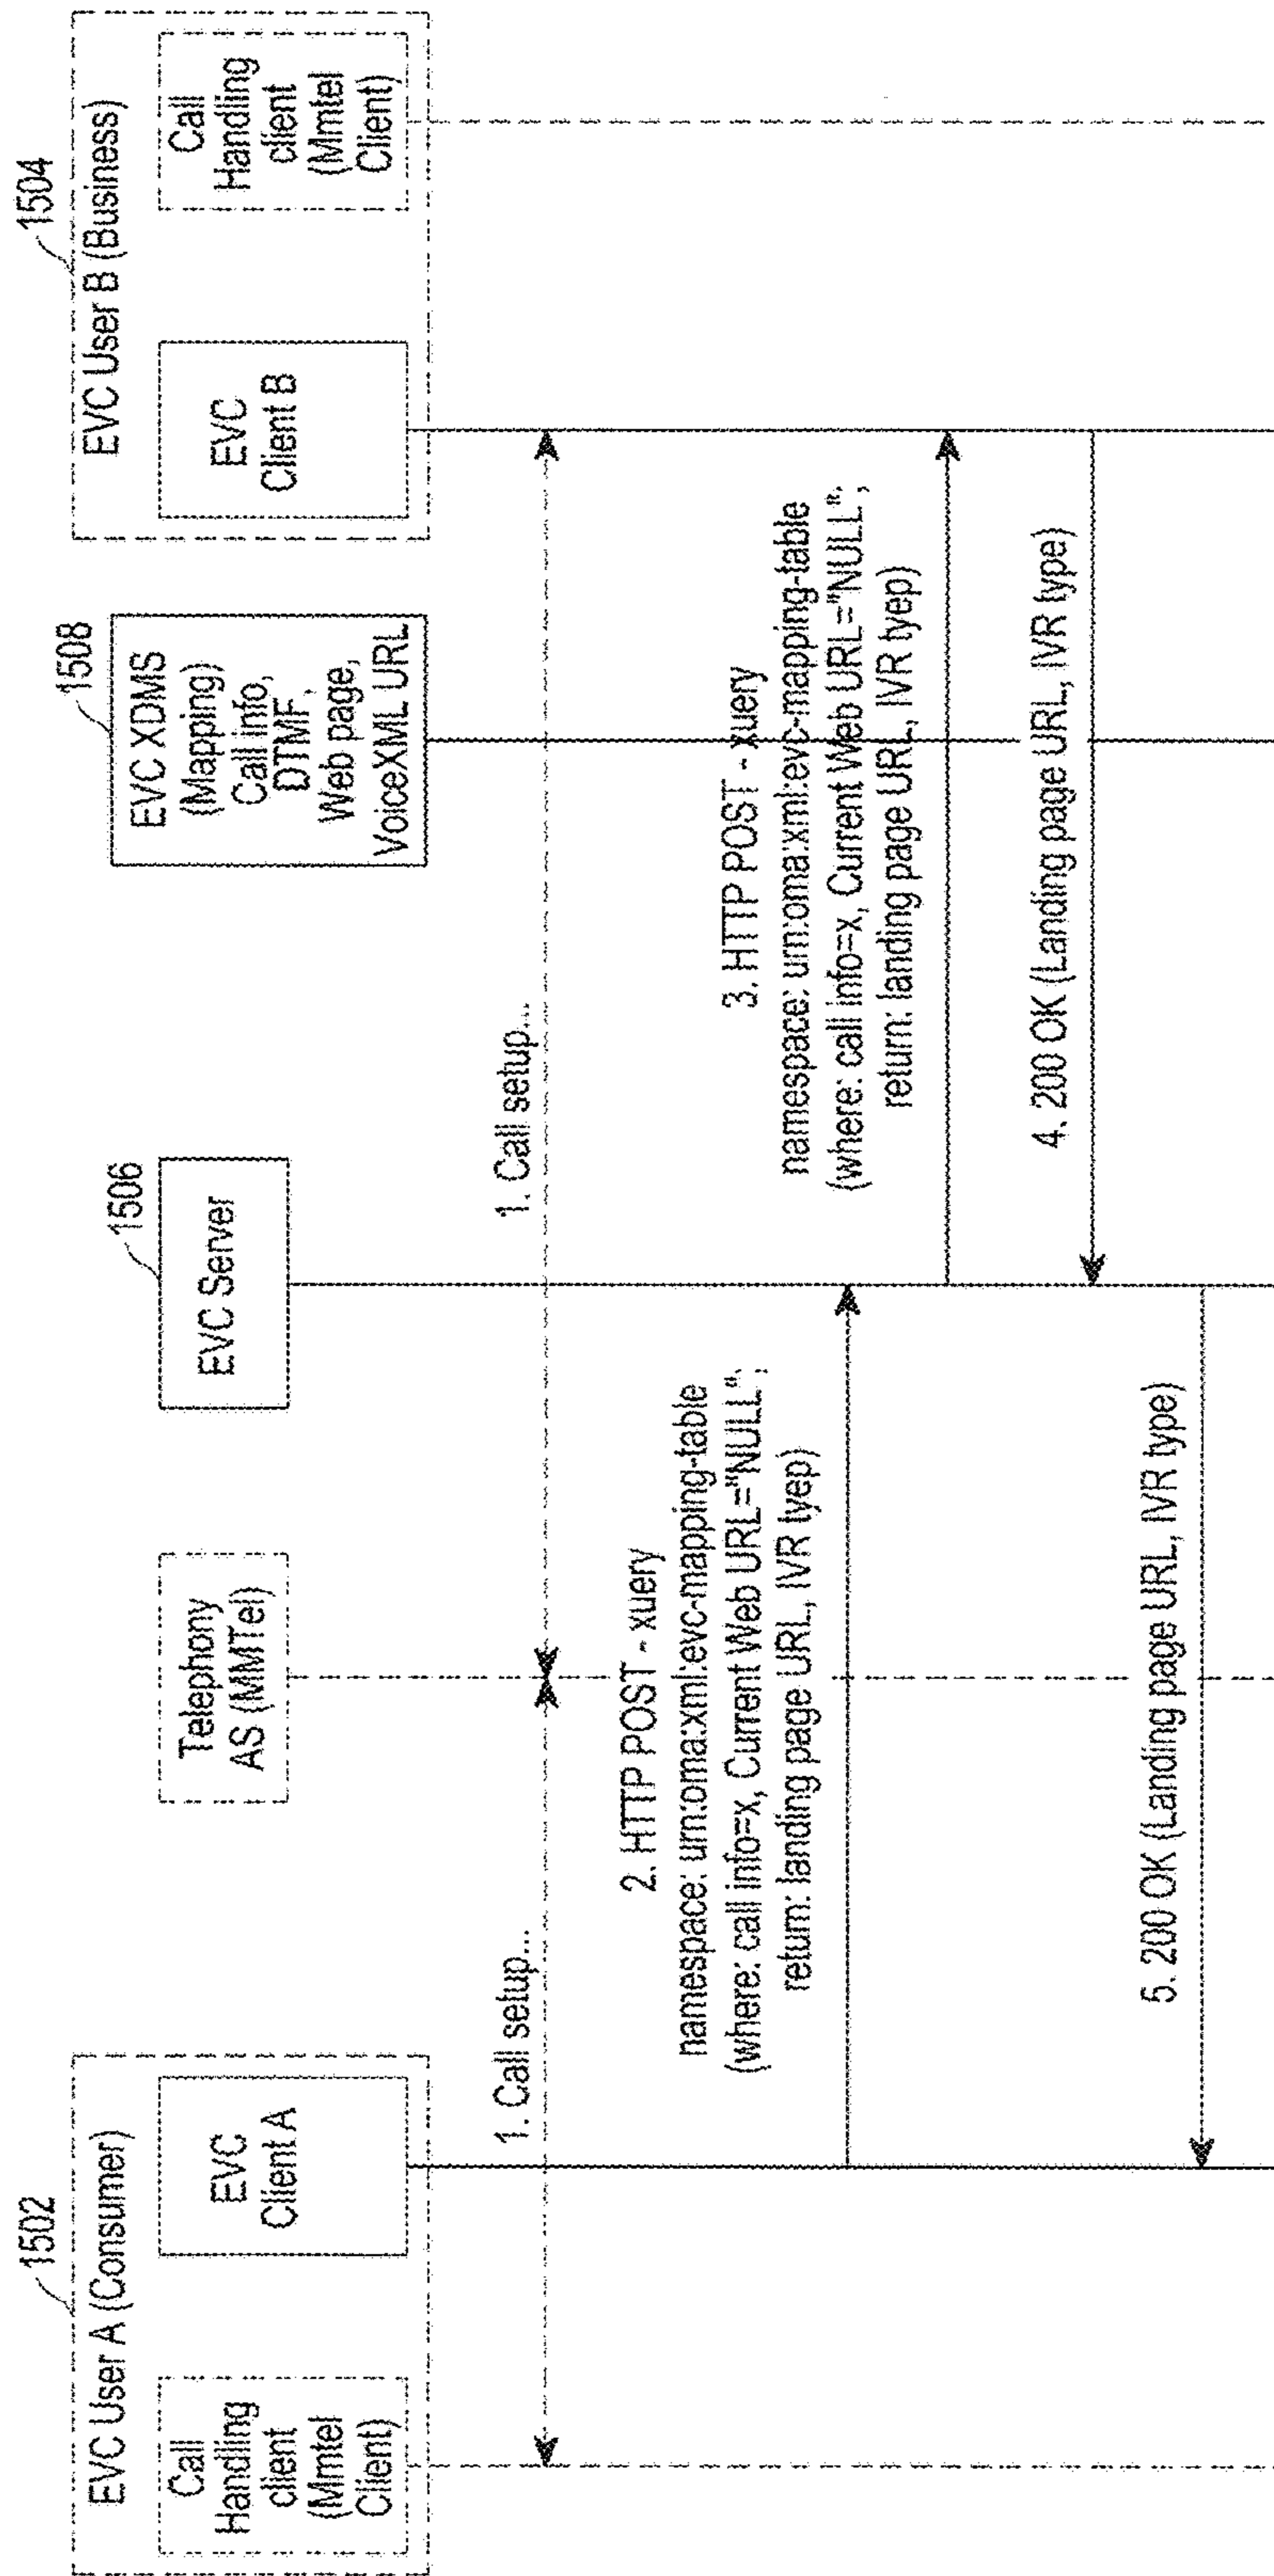 1502
EVC User A (Consumer)
Call
Handling
client
(Mmtel
Client)
EVC
Client A
Telephony
AS (MMTel)
1506
EVC Server
1508
EVC XDMS
(Mapping)
Call info,
DTMF,
Web page,
VoiceXML URL
1504
EVC User B (Business)
EVC
Client B
Call
Handling
client
(Mmtel
Client)
1. Call setup...
1. Call setup...
2. HTTP POST - xuery
namespace: urn:oma:xml:evc-mapping-table
(where: call info=x, Current Web URL="NULL";
return: landing page URL, IVR tyep)
3. HTTP POST - xuery
namespace: urn:oma:xml:evc-mapping-table
(where: call info=x, Current Web URL="NULL";
return: landing page URL, IVR tyep)
4. 200 OK (Landing page URL, IVR type)
5. 200 OK (Landing page URL, IVR type)